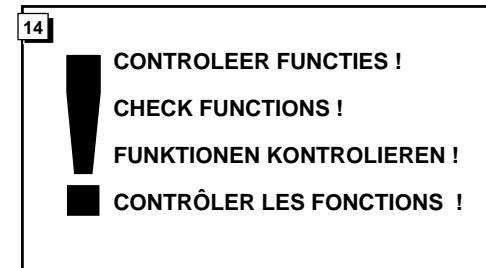 14
CONTROLEER FUNCTIES !
CHECK FUNCTIONS !
FUNKTIONEN KONTROLIEREN !
CONTRÔLER LES FONCTIONS !